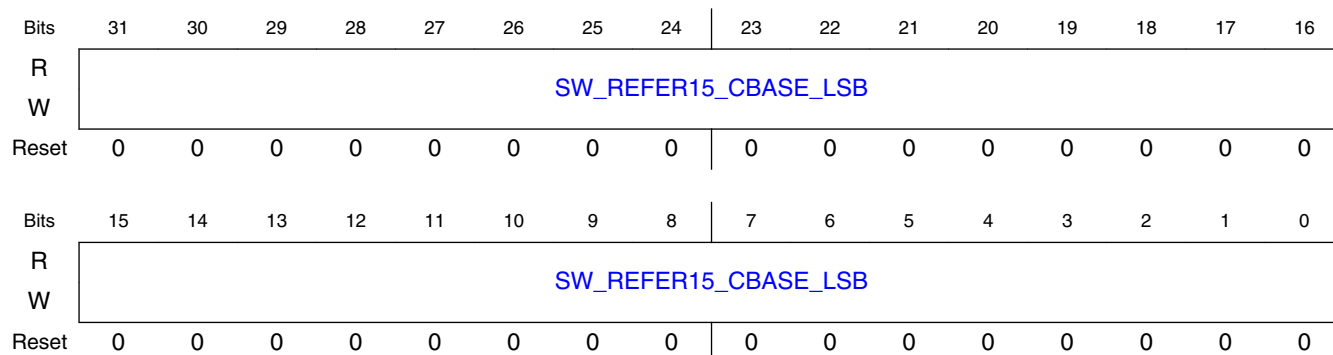 Bits 31 30 29 28 27 26 25 24 23 22 21 20 19 18 17 16
R
SW_REFER15_CBASE_LSB
W
Reset 0 0 0 0 0 0 0 0 0 0 0 0 0 0 0 0
Bits 15 14 13 12 11 10 9 8 7 6 5 4 3 2 1 0
R
SW_REFER15_CBASE_LSB
W
Reset 0 0 0 0 0 0 0 0 0 0 0 0 0 0 0 0